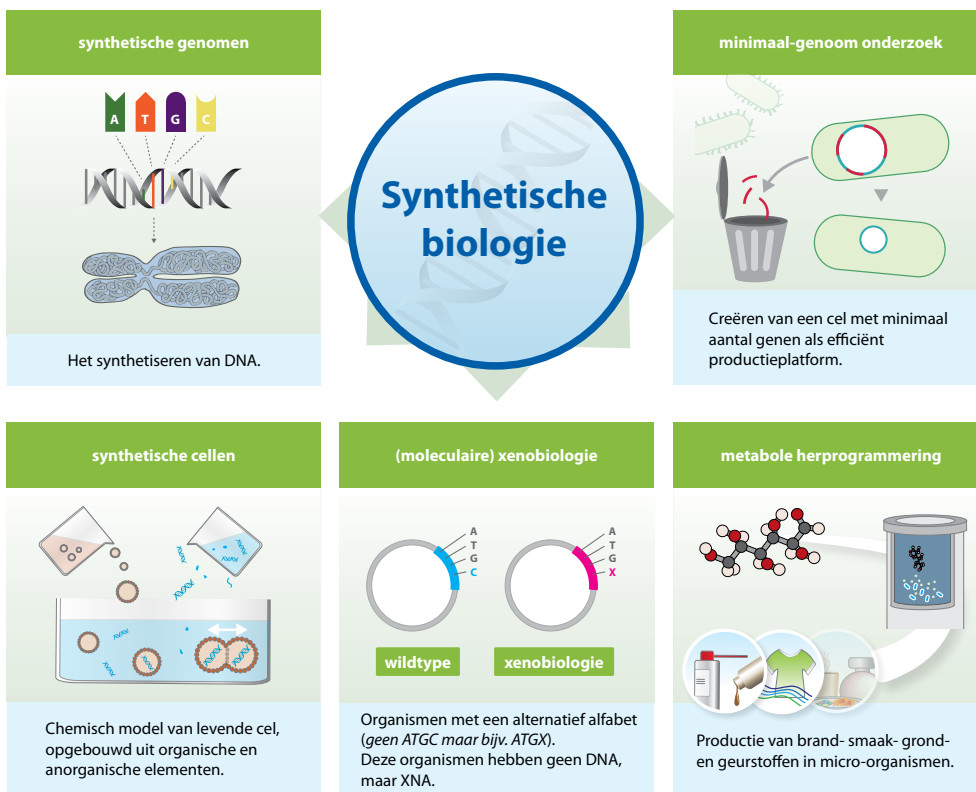 synthetische genomen
A T G C
Het synthetiseren van DNA.
Synthetische
biologie
minimaal-genoom onderzoek
Creëren van een cel met minimaal
aantal genen als efficiënt
productieplatform.
synthetische cellen
Chemisch model van levende cel,
opgebouwd uit organische en
anorganische elementen.
(moleculaire) xenobiologie
A
T
G
C
A
T
G
X
wildtype
xenobiologie
Organismen met een alternatief alfabet
(geen ATGC maar bijv. ATGX).
Deze organismen hebben geen DNA,
maar XNA.
metabole herprogrammering
Productie van brand- smaak- grond-
en geurstoffen in micro-organismen.